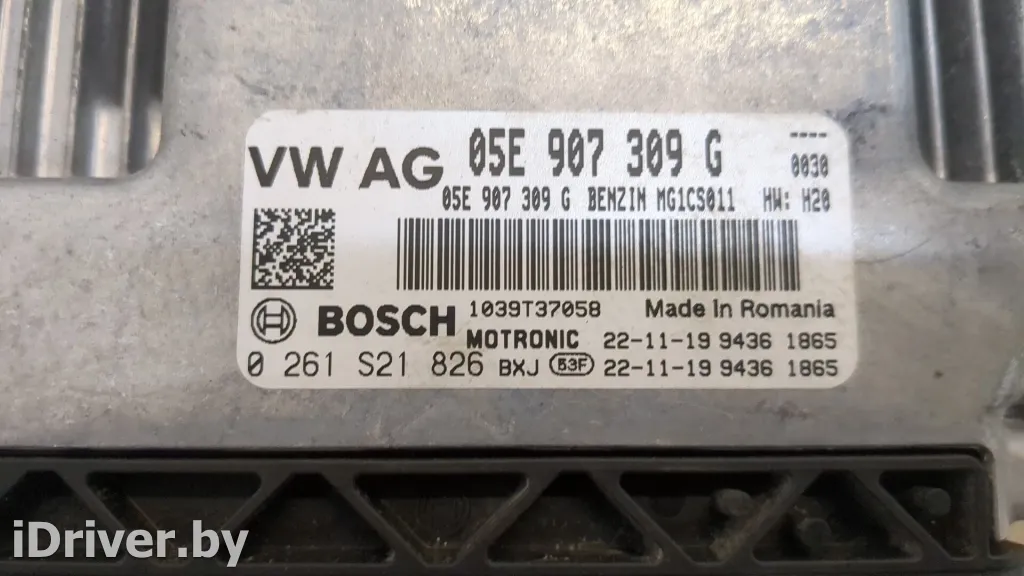 VW AG 05E 907 309 G ----
0030
05E 907 309 G BENZIN MG1CS011 HW: H20
BOSCH 1039T37058 Made In Romania
MOTRONIC 22-11-19 9436 1865
0 261 S21 826 BXJ 53F 22-11-19 9436 1865
iDriver.by